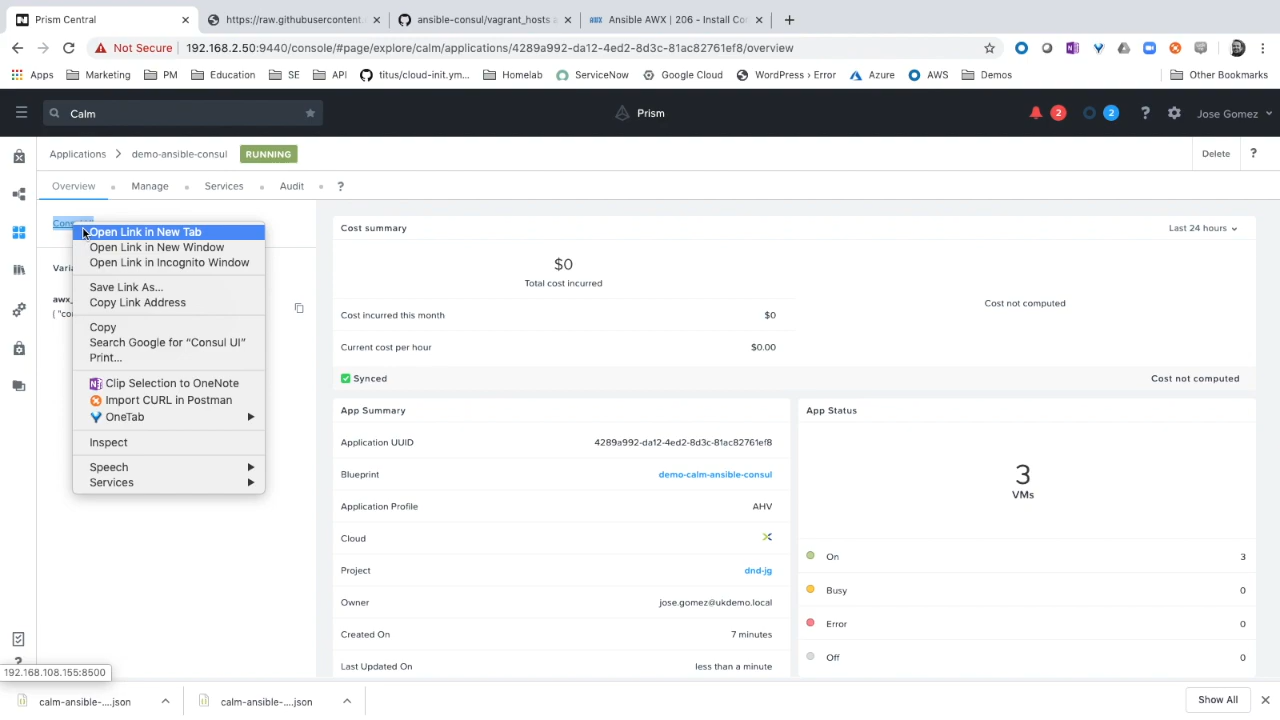 Prism Central
https://raw.githubusercontent.
ansible-consul/vagrant_hosts a
AWX Ansible AWX | 206 - Install Co
Not Secure 192.168.2.50:9440/console/#page/explore/calm/applications/4289a992-da12-4ed2-8d3c-81ac82761ef8/overview
Apps Marketing PM Education SE API titus/cloud-init.ym... Homelab ServiceNow Google Cloud WordPress › Error Azure AWS Demos Other Bookmarks
Calm Prism 2 2 ? Jose Gomez
Applications > demo-ansible-consul RUNNING Delete ?
Overview Manage Services Audit ?
Open Link in New Tab
Open Link in New Window
Open Link in Incognito Window
Save Link As...
Copy Link Address
Copy
Search Google for “Consul UI”
Print...
Clip Selection to OneNote
Import CURL in Postman
OneTab
Inspect
Speech
Services
Varia
awx_
{ "co
Cost summary Last 24 hours
$0
Total cost incurred
Cost not computed
Cost incurred this month $0
Current cost per hour $0.00
Synced Cost not computed
App Summary
Application UUID 4289a992-da12-4ed2-8d3c-81ac82761ef8
Blueprint demo-calm-ansible-consul
Application Profile AHV
Cloud
Project dnd-jg
Owner jose.gomez@ukdemo.local
Created On 7 minutes
Last Updated On less than a minute
App Status
3
VMs
On 3
Busy 0
Error 0
Off 0
192.168.108.155:8500
calm-ansible-....json
calm-ansible-....json
Show All